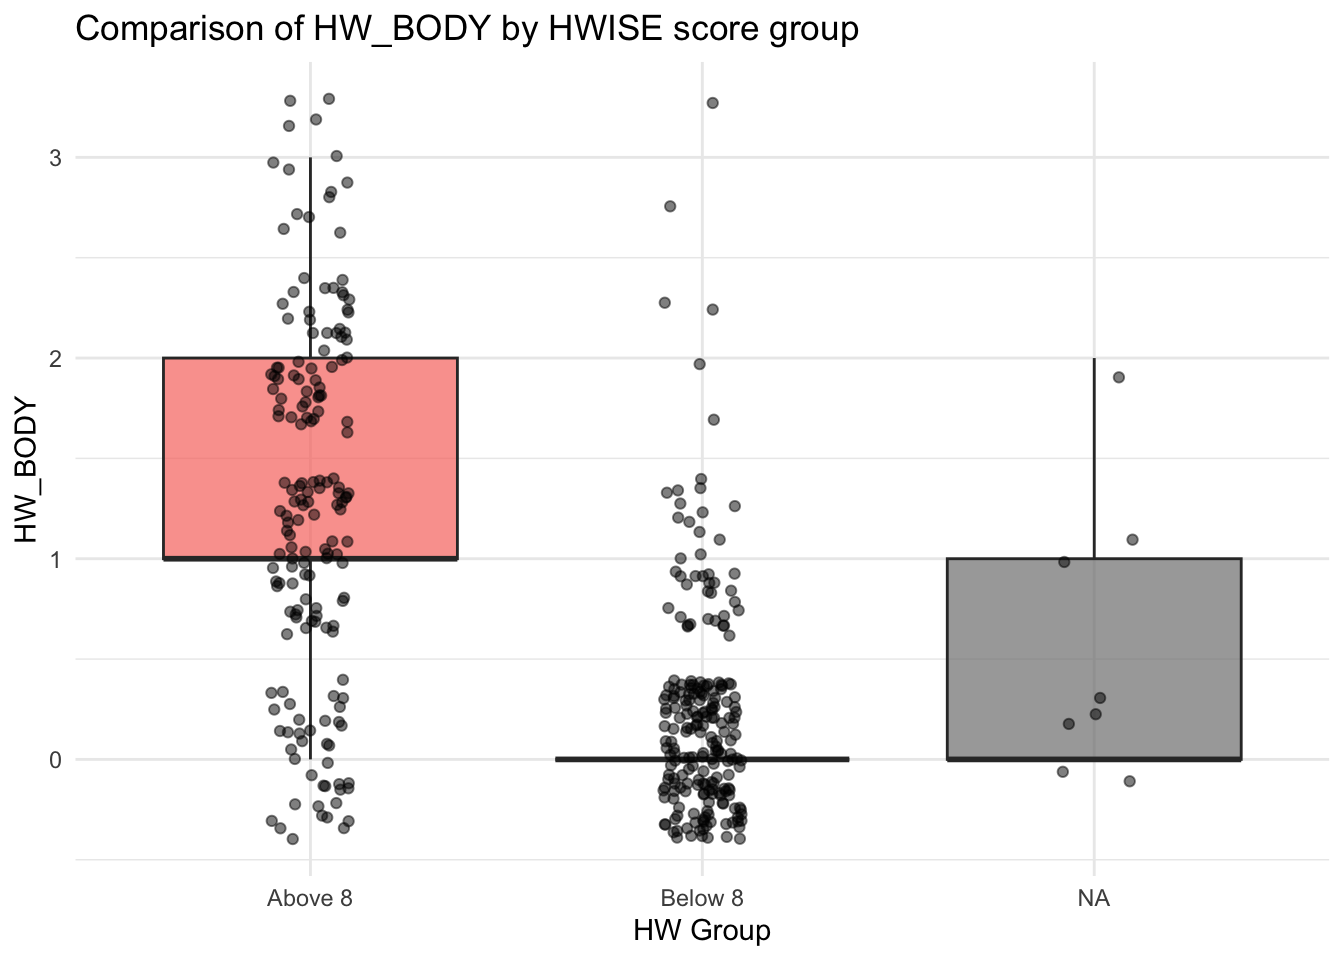 Comparison of HW_BODY by HWISE score group
3
2
1
0
HW_BODY
Above 8
Below 8
NA
HW Group